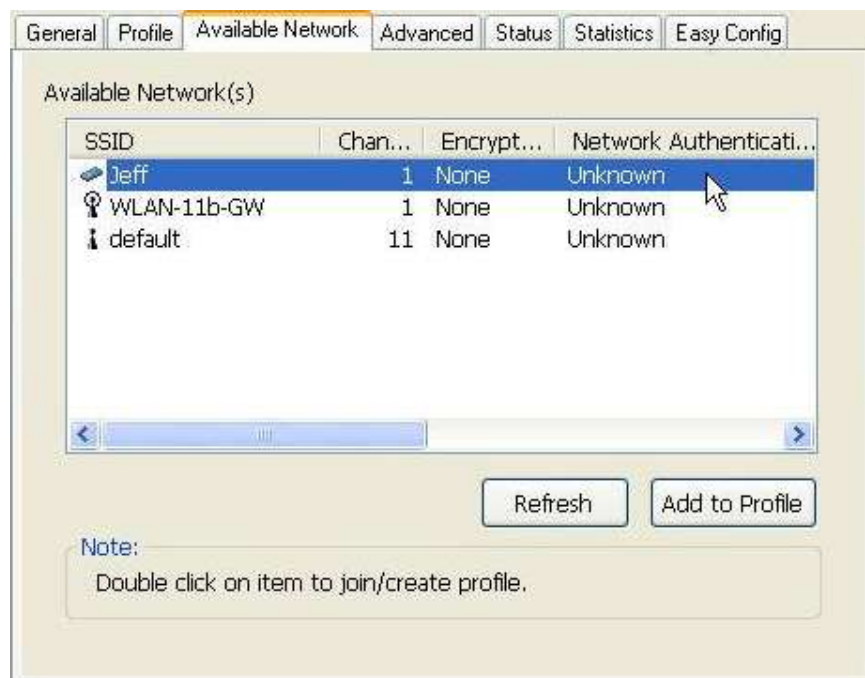 General Profile Available Network Advanced Status Statistics Easy Config
Available Network(s)
SSID Chan... Encrypt... Network Authenticati...
Jeff 1 None Unknown
WLAN-11b-GW 1 None Unknown
default 11 None Unknown
Refresh Add to Profile
Note:
Double click on item to join/create profile.